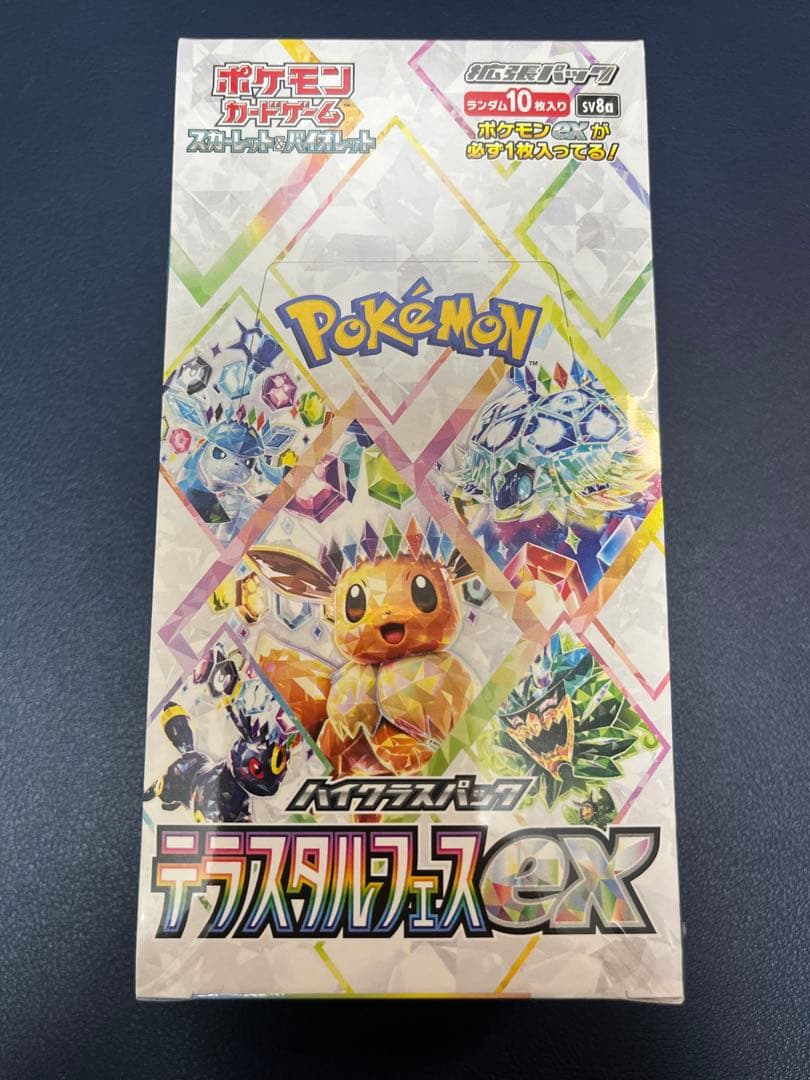 ポケモン
カードゲーム™
スカーレット&バイオレット
拡張パック
ランダム10枚入り
SV8a
ポケモンexが
必ず1枚入ってる!
POKéMON™
ハイクラスパック
テラスタルフェスex